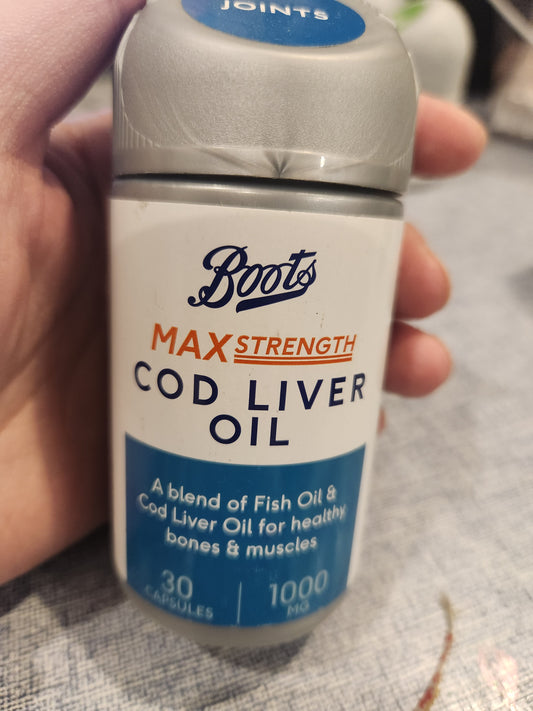 JOINTS
Boots
MAX STRENGTH
COD LIVER
OIL
A blend of Fish Oil &
Cod Liver Oil for healthy
bones & muscles
30 | 1000
CAPSULES MG